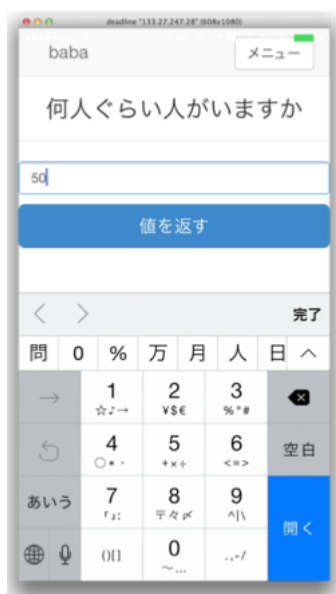 deadline "133.27.247.28" (608x1080)
baba
メニュー
何人ぐらい人がいますか
50
値を返す
完了
問 0 % 万 月 人 日
1 2 3
☆♪→ ¥$€ %°#
4 5 6 空白
○*・ +×÷ <=>
あいう 7 8 9
「」: 〒々〆 ^|\
開く
()[] 0 .,-/
~…